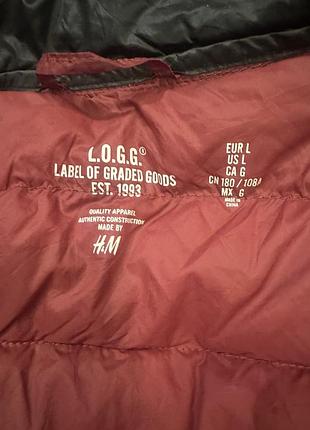 L.O.G.G.®
LABEL OF GRADED GOODS
EST. 1993
QUALITY APPAREL
AUTHENTIC CONSTRUCTION
MADE BY
H&M
EUR L
US L
CA G
CN 180 / 108A
MX G
MADE IN
CHINA